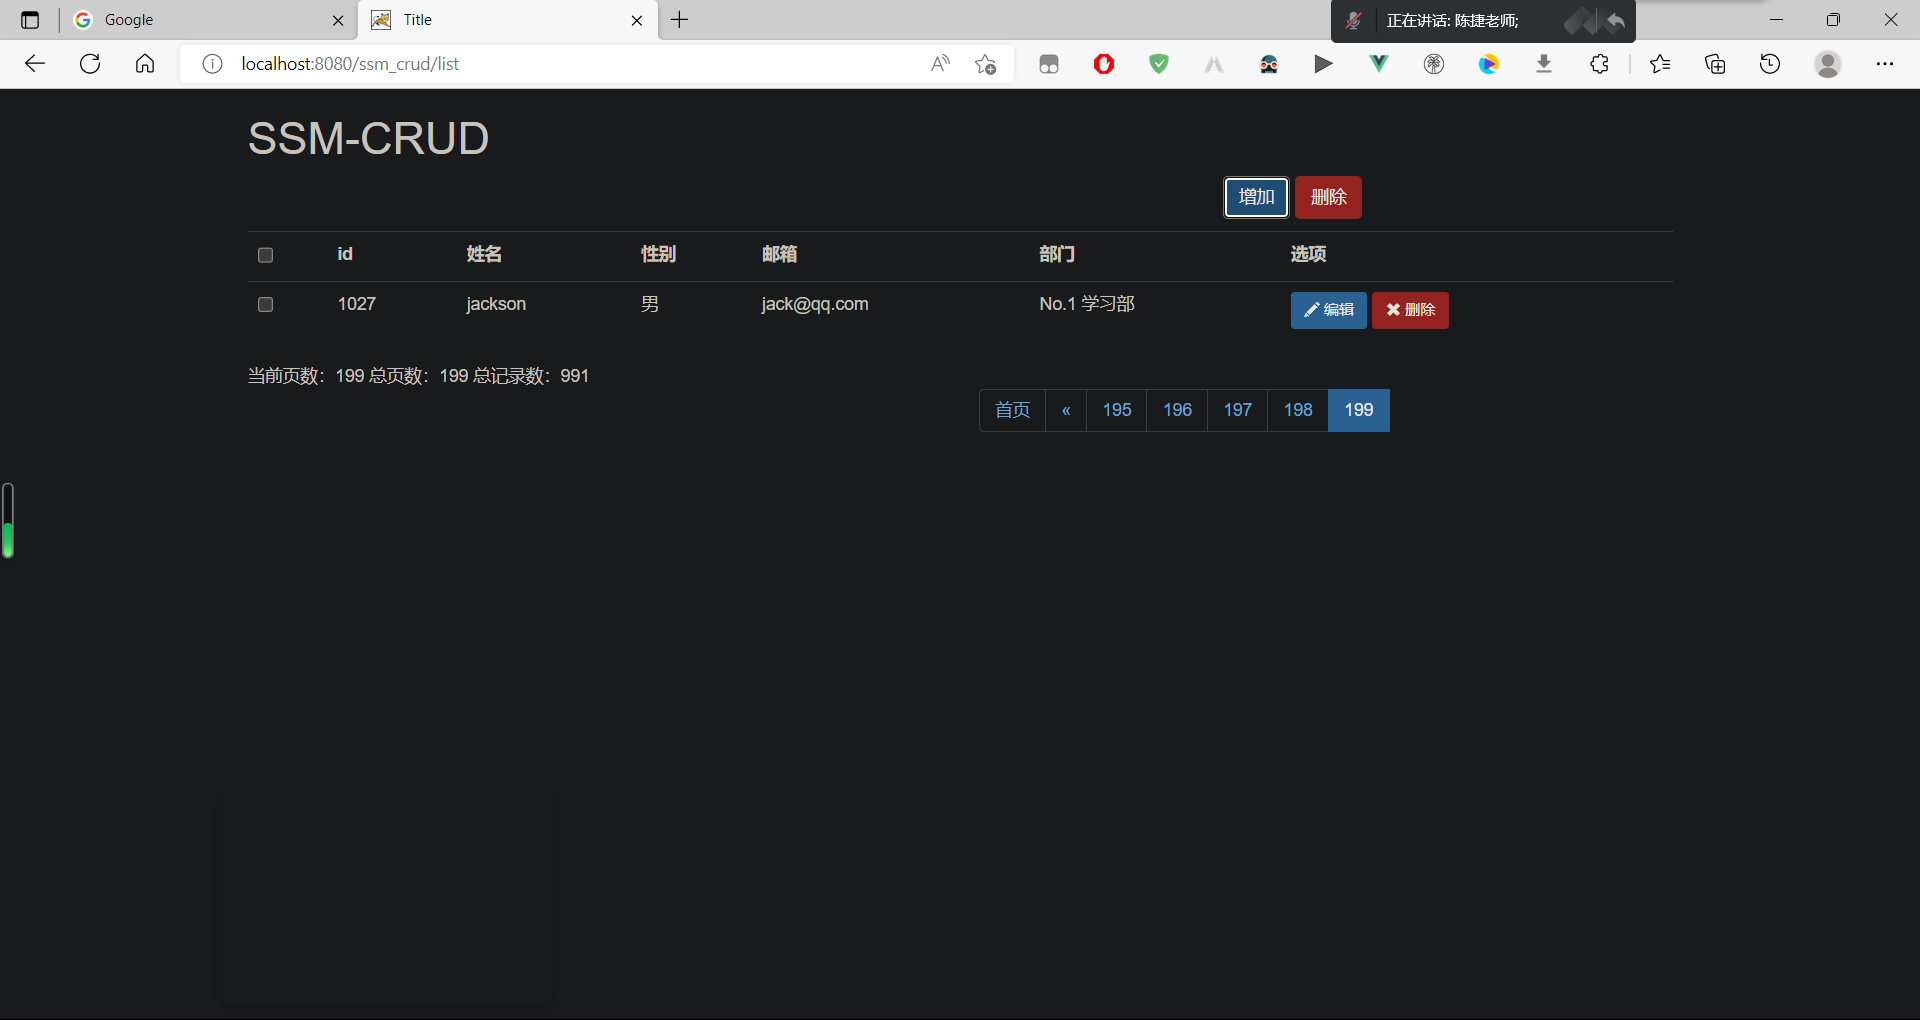 Google
Title
正在讲话: 陈捷老师;
localhost:8080/ssm_crud/list
SSM-CRUD
增加 删除
id 姓名 性别 邮箱 部门 选项
1027 jackson 男 jack@qq.com No.1 学习部 编辑 删除
当前页数：199 总页数：199 总记录数：991
首页 « 195 196 197 198 199